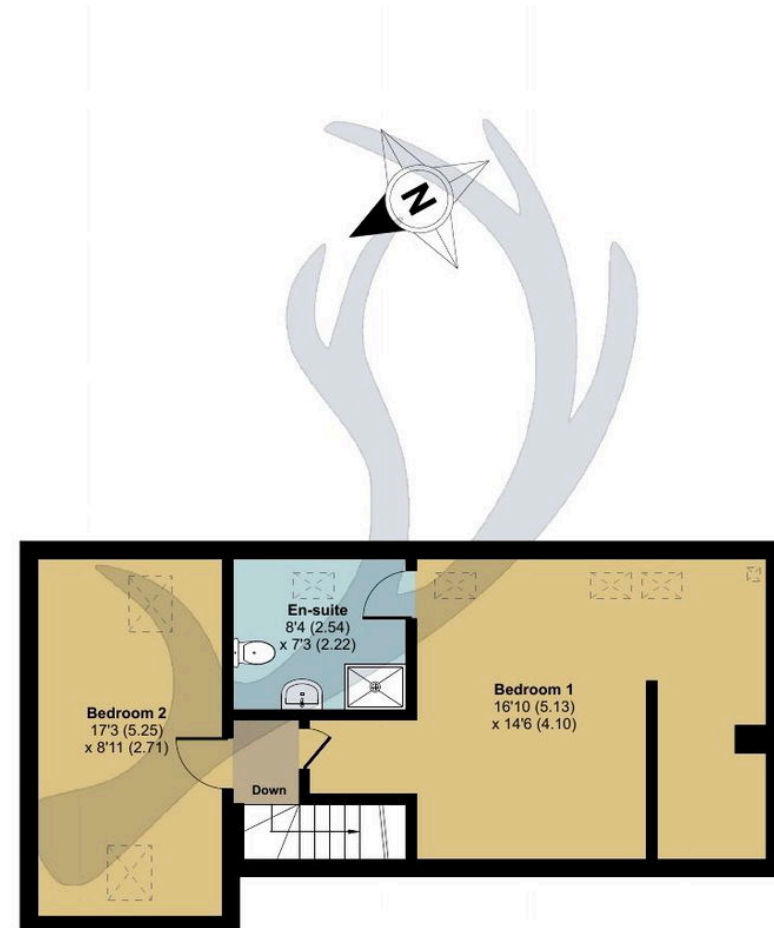 N
En-suite
8'4 (2.54)
x 7'3 (2.22)
Bedroom 1
16'10 (5.13)
x 14'6 (4.10)
Bedroom 2
17'3 (5.25)
x 8'11 (2.71)
Down